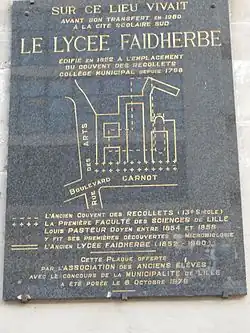 SUR CE LIEU VIVAIT
AVANT SON TRANSFERT EN 1960
À LA CITÉ SCOLAIRE SUD
LE LYCÉE FAIDHERBE
ÉDIFIÉ EN 1852 À L'EMPLACEMENT
DU COUVENT DES RECOLLETS
COLLÈGE MUNICIPAL DEPUIS
RUE DES ARTS
BOULEVARD CARNOT
L'ANCIEN COUVENT DES RECOLLETS (13e SIÈCLE)
LA PREMIÈRE FACULTÉ DES SCIENCES DE LILLE
LOUIS PASTEUR DOYEN ENTRE 1854 ET
Y FIT SES PREMIÈRES DÉCOUVERTES DU MICROBIOLOGIE
L'ANCIEN LYCÉE FAIDHERBE (1852 - 1960)
CETTE PLAQUE OFFERTE
PAR L'ASSOCIATION DES ANCIENS ÉLÈVES
AVEC LE CONCOURS DE LA MUNICIPALITÉ DE LILLE
A ÉTÉ POSÉE LE 6 OCTOBRE 1978